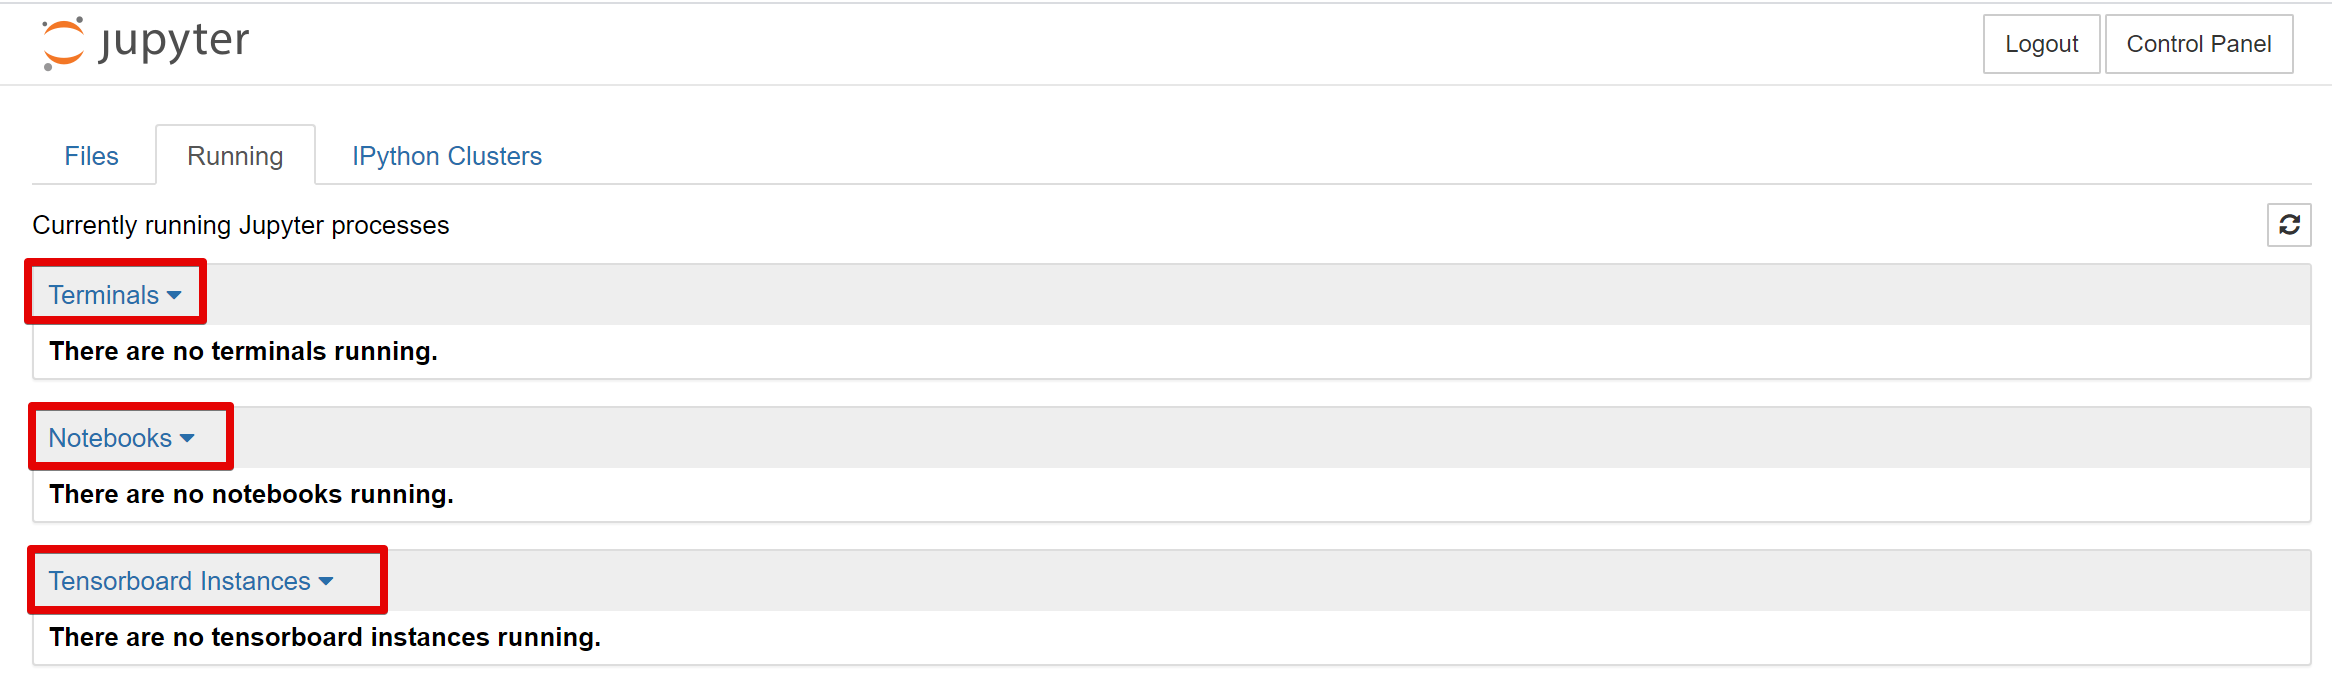 jupyter
Logout
Control Panel
Files
Running
IPython Clusters
Currently running Jupyter processes
Terminals
There are no terminals running.
Notebooks
There are no notebooks running.
Tensorboard Instances
There are no tensorboard instances running.